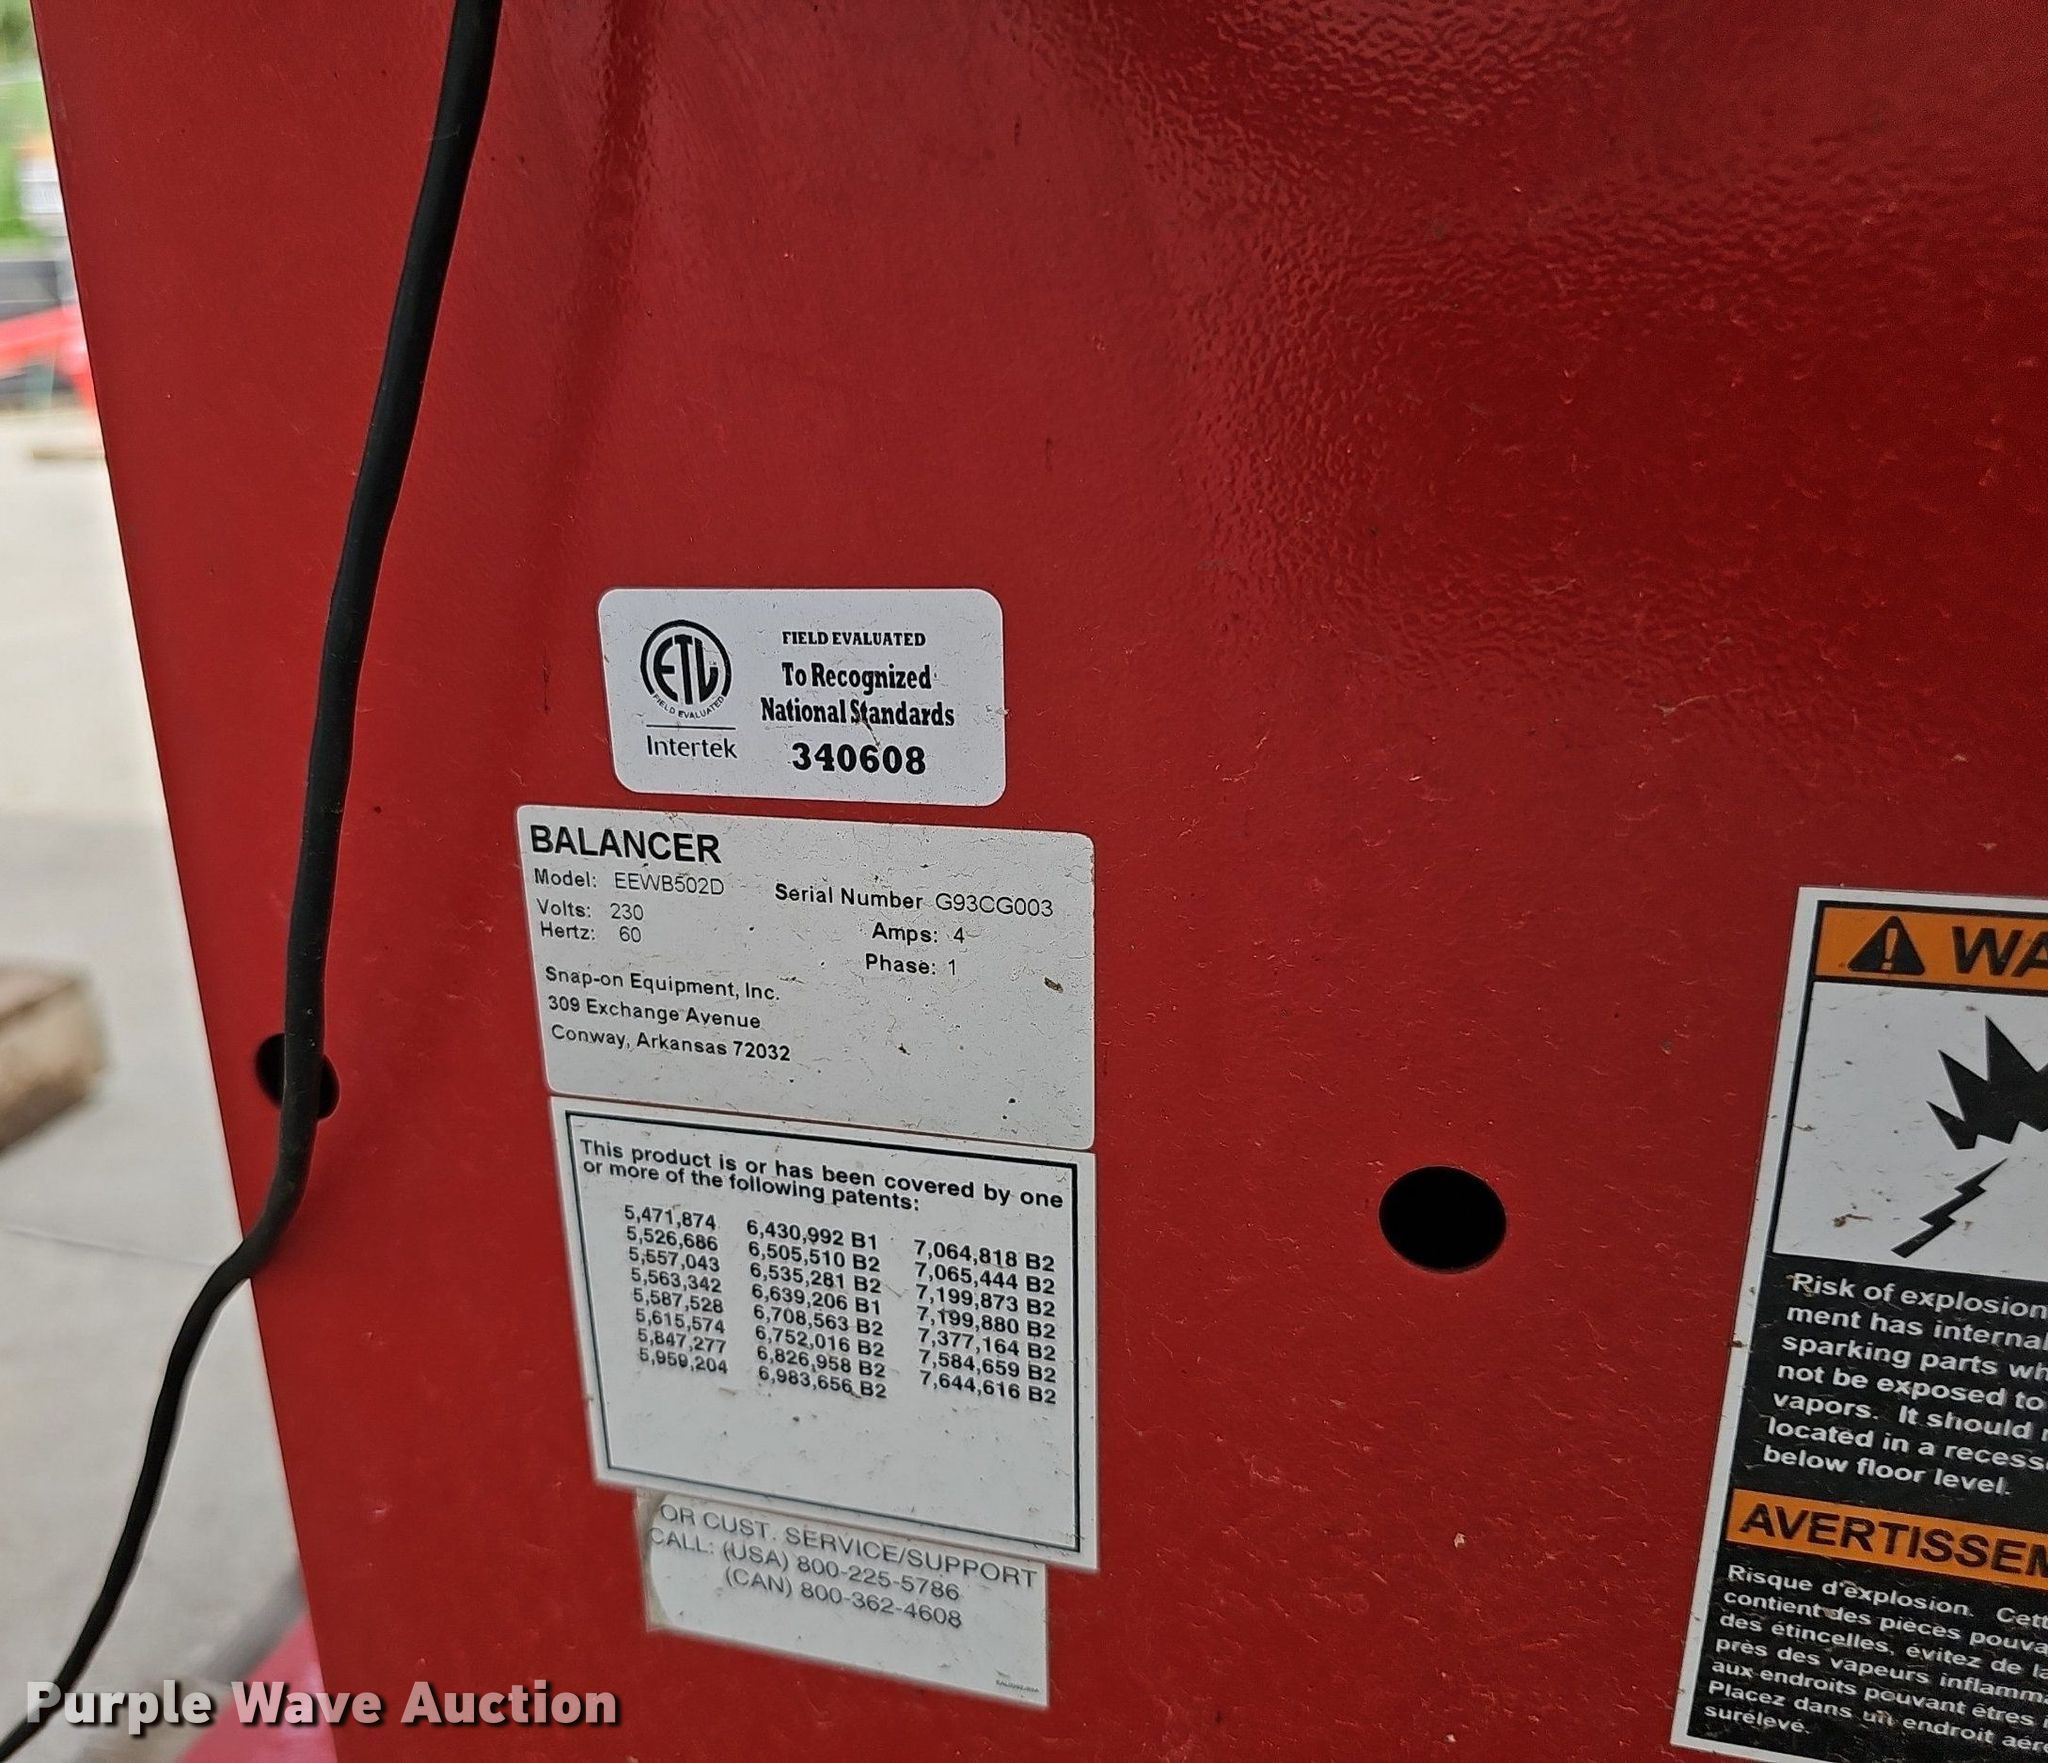 ETL
FIELD EVALUATED
Intertek
FIELD EVALUATED
To Recognized
National Standards
340608
BALANCER
Model: EEWB502D
Serial Number G93CG003
Volts: 230
Amps: 4
Hertz: 60
Phase: 1
Snap-on Equipment, Inc.
309 Exchange Avenue
Conway, Arkansas 72032
This product is or has been covered by one
or more of the following patents:
5,471,874 6,430,992 B1 7,064,818 B2
5,526,686 6,505,510 B2 7,065,444 B2
5,557,043 6,535,281 B2 7,199,873 B2
5,563,342 6,639,206 B1 7,199,880 B2
5,587,528 6,708,563 B2 7,377,164 B2
5,615,574 6,752,016 B2 7,584,659 B2
5,847,277 6,826,958 B2 7,644,616 B2
5,959,204 6,983,656 B2
OR CUST. SERVICE/SUPPORT
CALL: (USA) 800-225-5786
(CAN) 800-362-4608
WA
Risk of explosion
ment has internal
sparking parts wh
not be exposed to
vapors. It should
located in a recess
below floor level.
AVERTISSEM
Risque d'explosion. Cett
contient des pièces pouva
des étincelles, évitez de la
près des vapeurs inflamma
aux endroits pouvant êtres
Placez dans un endroit aér
surélevé.
Purple Wave Auction